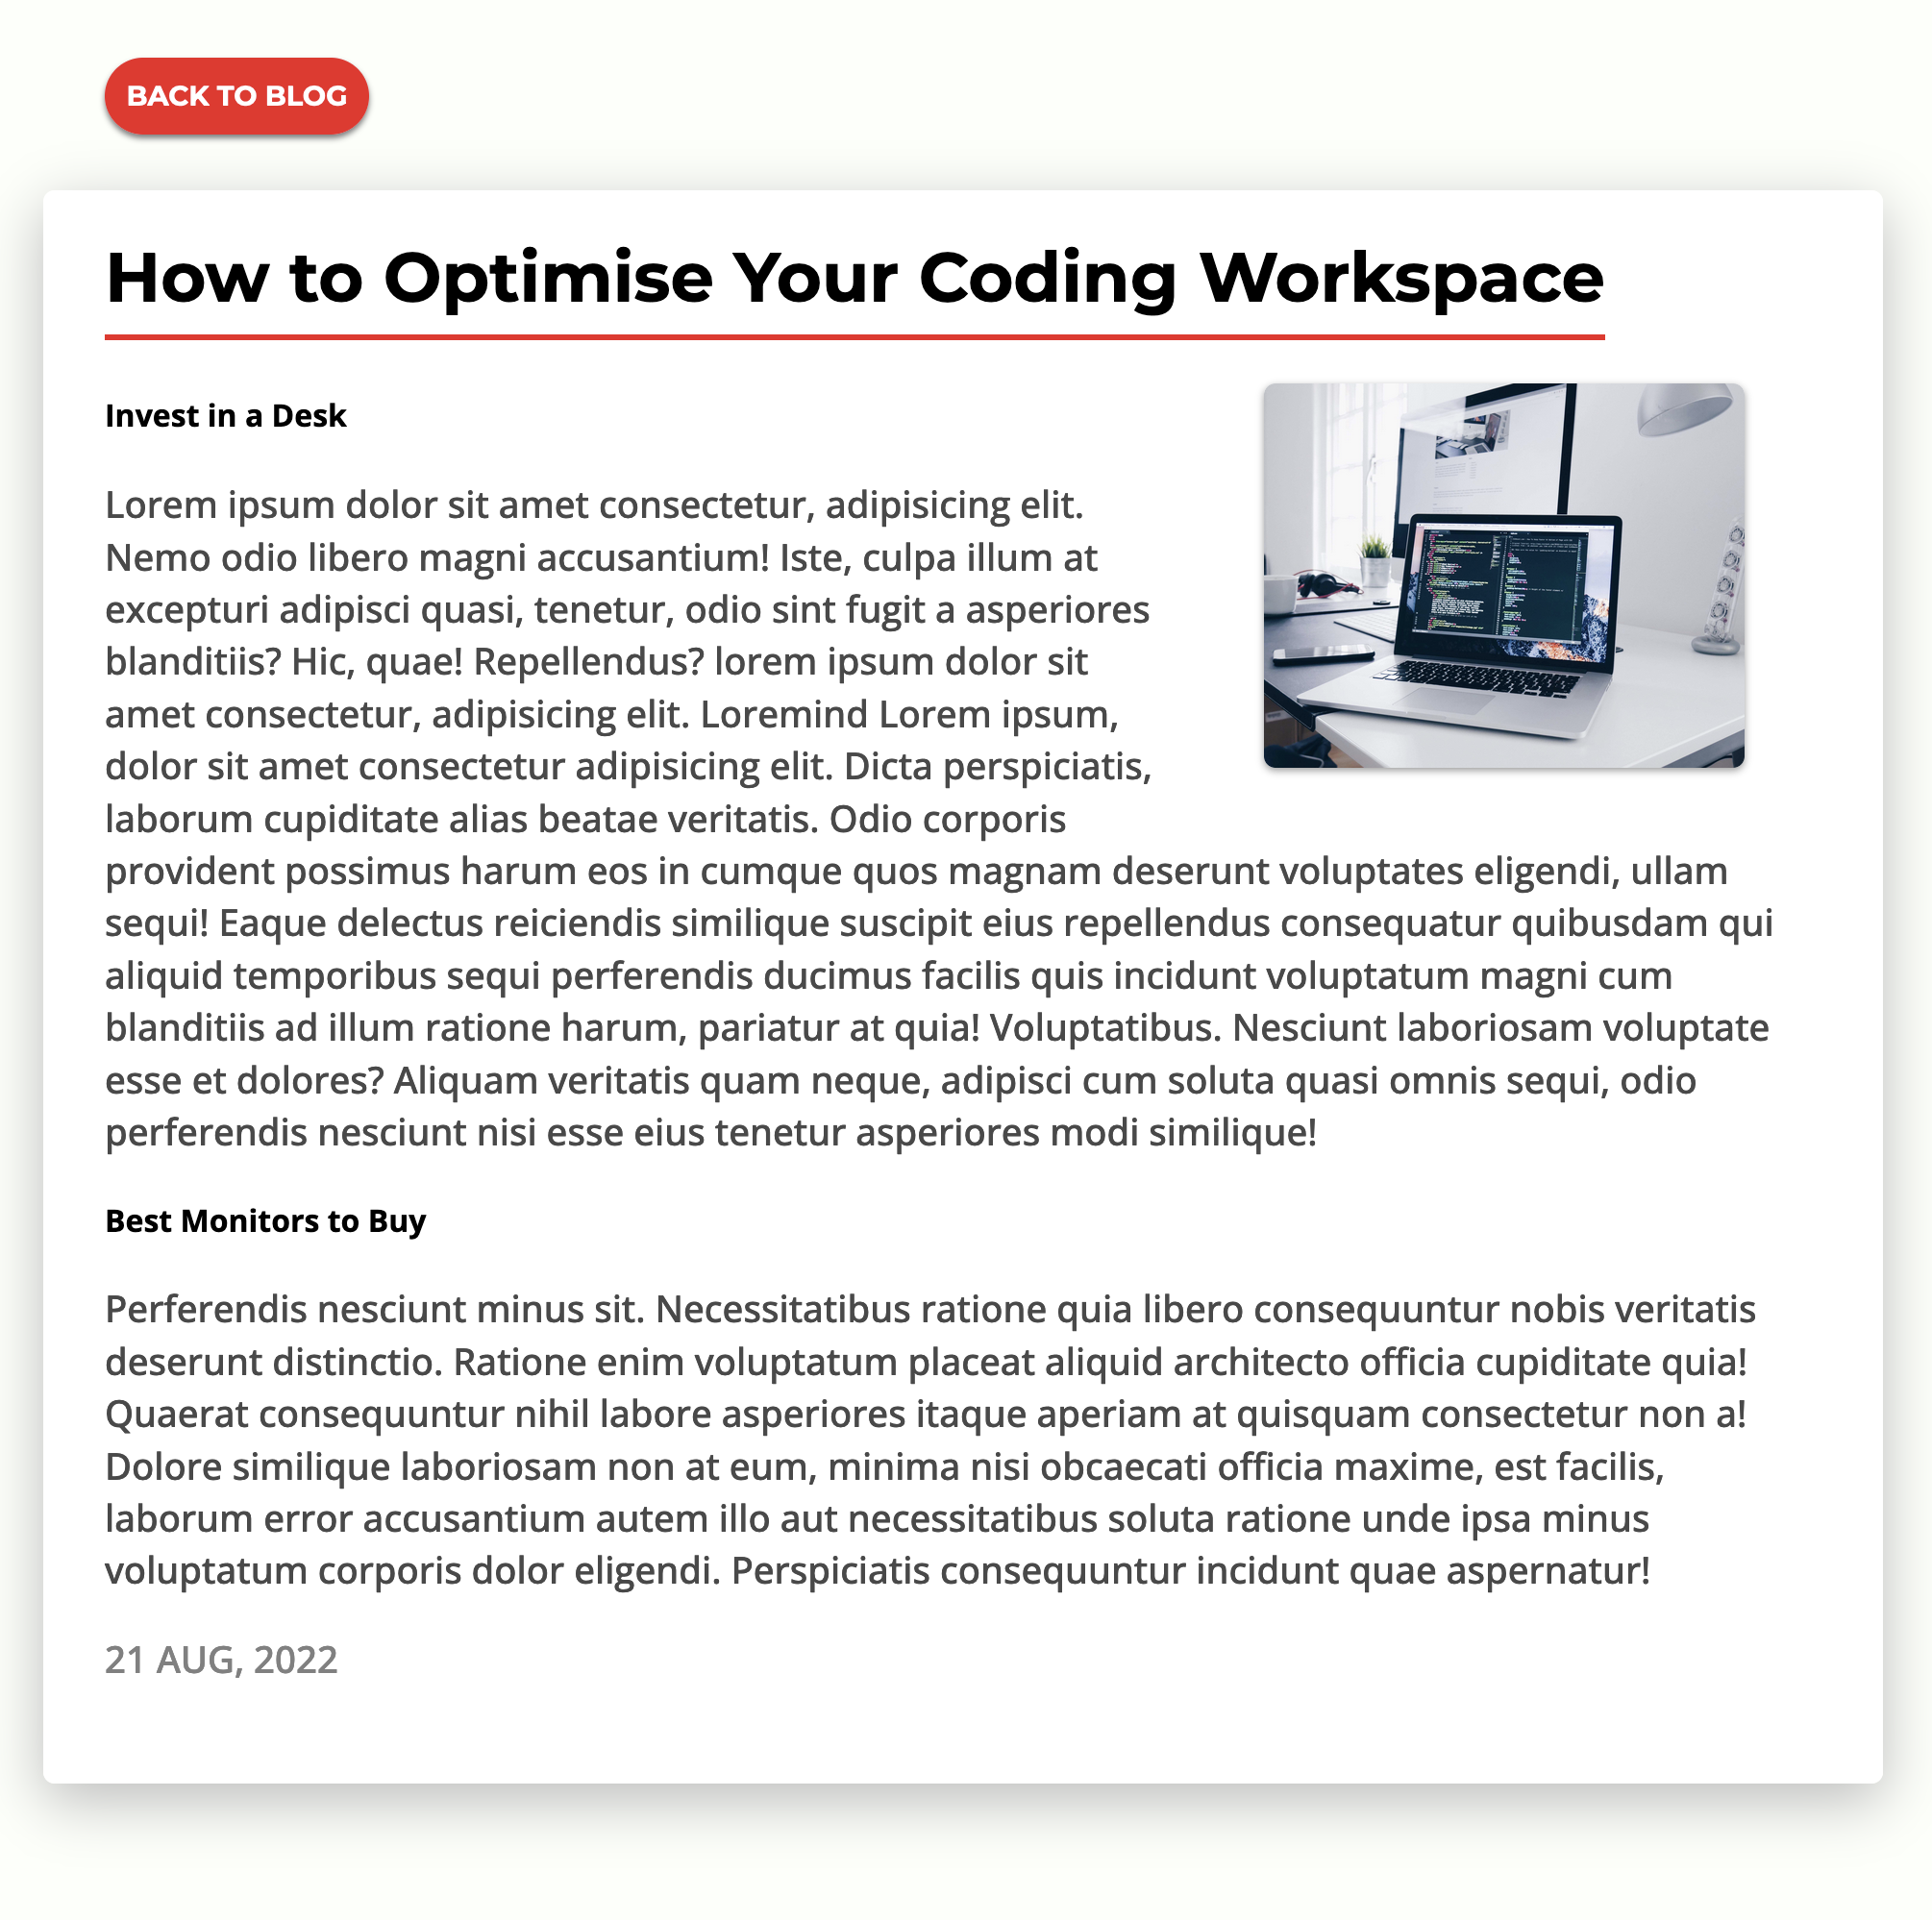 BACK TO BLOG
How to Optimise Your Coding Workspace
Invest in a Desk
Lorem ipsum dolor sit amet consectetur, adipisicing elit.
Nemo odio libero magni accusantium! Iste, culpa illum at
excepturi adipisci quasi, tenetur, odio sint fugit a asperiores
blanditiis? Hic, quae! Repellendus? lorem ipsum dolor sit
amet consectetur, adipisicing elit. Loremind Lorem ipsum,
dolor sit amet consectetur adipisicing elit. Dicta perspiciatis,
laborum cupiditate alias beatae veritatis. Odio corporis
provident possimus harum eos in cumque quos magnam deserunt voluptates eligendi, ullam
sequi! Eaque delectus reiciendis similique suscipit eius repellendus consequatur quibusdam qui
aliquid temporibus sequi perferendis ducimus facilis quis incidunt voluptatum magni cum
blanditiis ad illum ratione harum, pariatur at quia! Voluptatibus. Nesciunt laboriosam voluptate
esse et dolores? Aliquam veritatis quam neque, adipisci cum soluta quasi omnis sequi, odio
perferendis nesciunt nisi esse eius tenetur asperiores modi similique!
Best Monitors to Buy
Perferendis nesciunt minus sit. Necessitatibus ratione quia libero consequuntur nobis veritatis
deserunt distinctio. Ratione enim voluptatum placeat aliquid architecto officia cupiditate quia!
Quaerat consequuntur nihil labore asperiores itaque aperiam at quisquam consectetur non a!
Dolore similique laboriosam non at eum, minima nisi obcaecati officia maxime, est facilis,
laborum error accusantium autem illo aut necessitatibus soluta ratione unde ipsa minus
voluptatum corporis dolor eligendi. Perspiciatis consequuntur incidunt quae aspernatur!
21 AUG, 2022